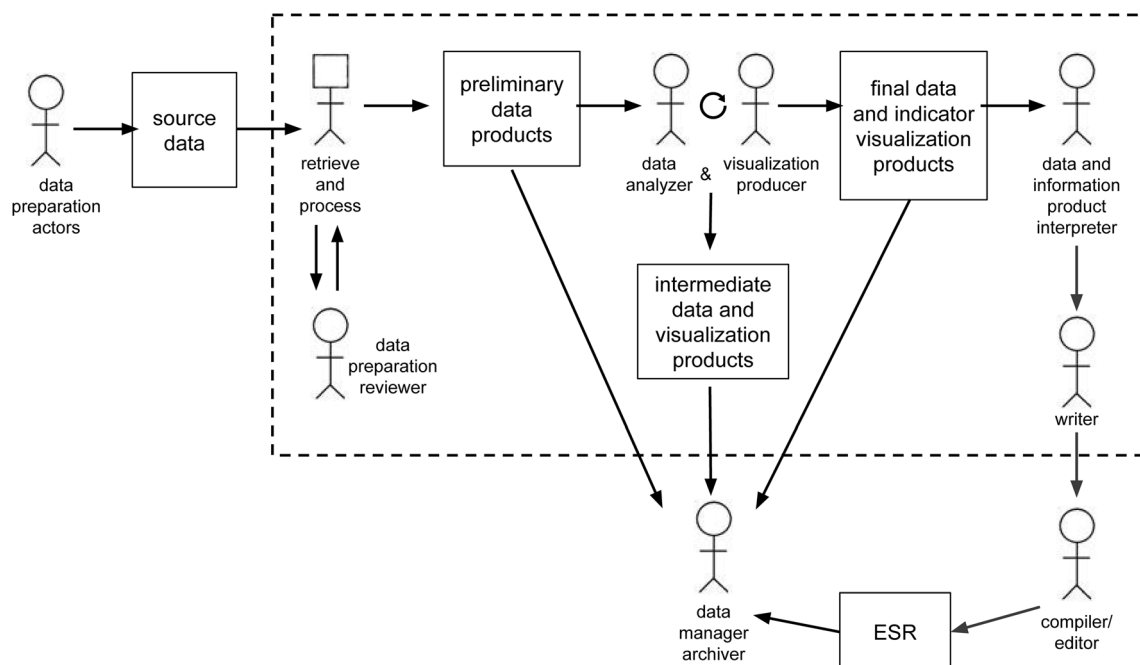 data
preparation
actors
source
data
retrieve
and
process
data
preparation
reviewer
preliminary
data
products
data
analyzer
&
visualization
producer
intermediate
data and
visualization
products
final data
and indicator
visualization
products
data and
information
product
interpreter
writer
compiler/
editor
ESR
data
manager
archiver